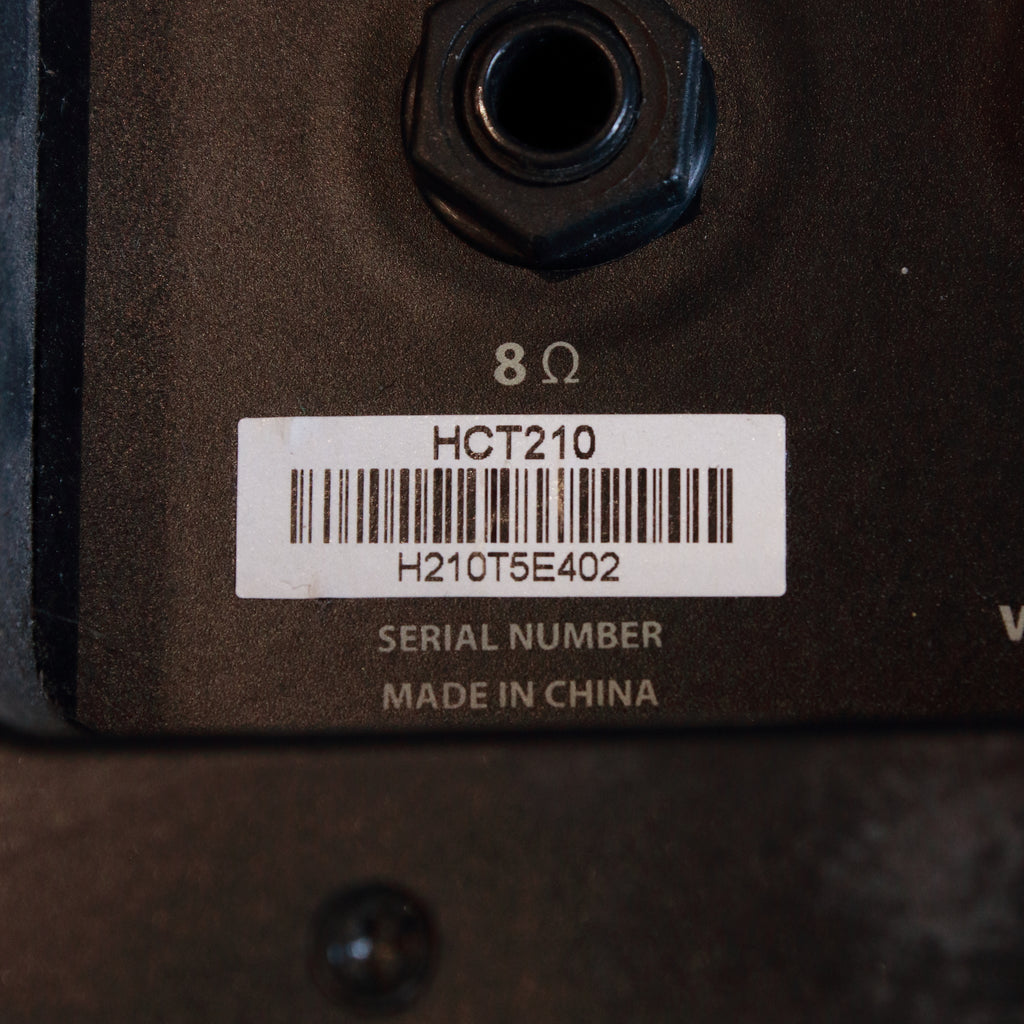 8 Ω
HCT210
H210T5E402
SERIAL NUMBER
MADE IN CHINA